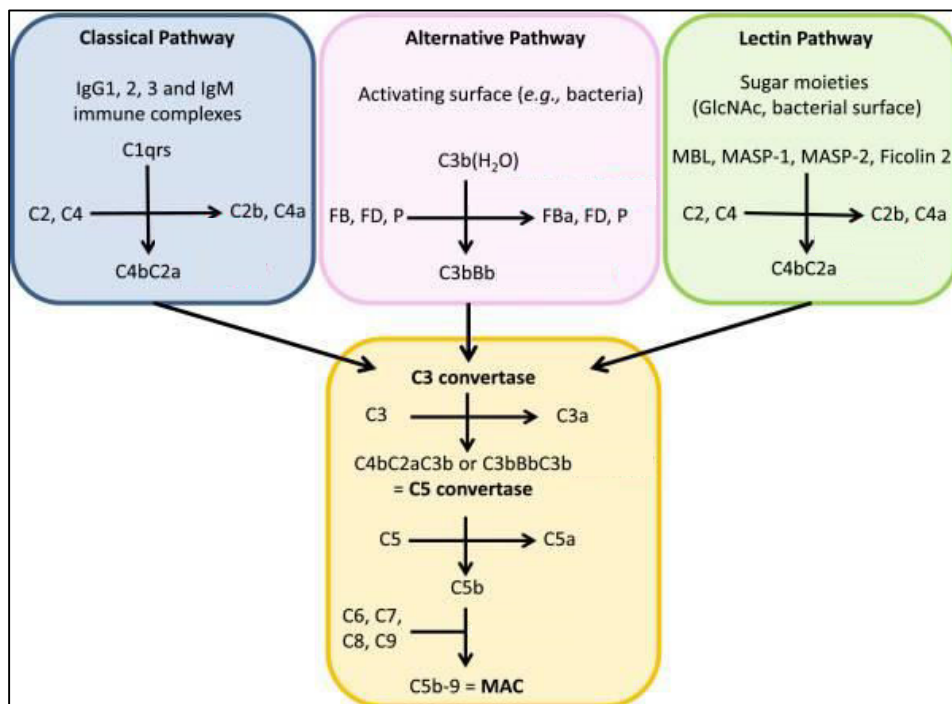 Classical Pathway
IgG1, 2, 3 and IgM
immune complexes
C1qrs
C2, C4
C2b, C4a
C4bC2a
Alternative Pathway
Activating surface (e.g., bacteria)
C3b(H₂O)
FB, FD, P
FBa, FD, P
C3bBb
Lectin Pathway
Sugar moieties
(GlcNAc, bacterial surface)
MBL, MASP-1, MASP-2, Ficolin 2
C2, C4
C2b, C4a
C4bC2a
C3 convertase
C3
C3a
C4bC2aC3b or C3bBbC3b
= C5 convertase
C5
C5a
C5b
C6, C7,
C8, C9
C5b-9 = MAC